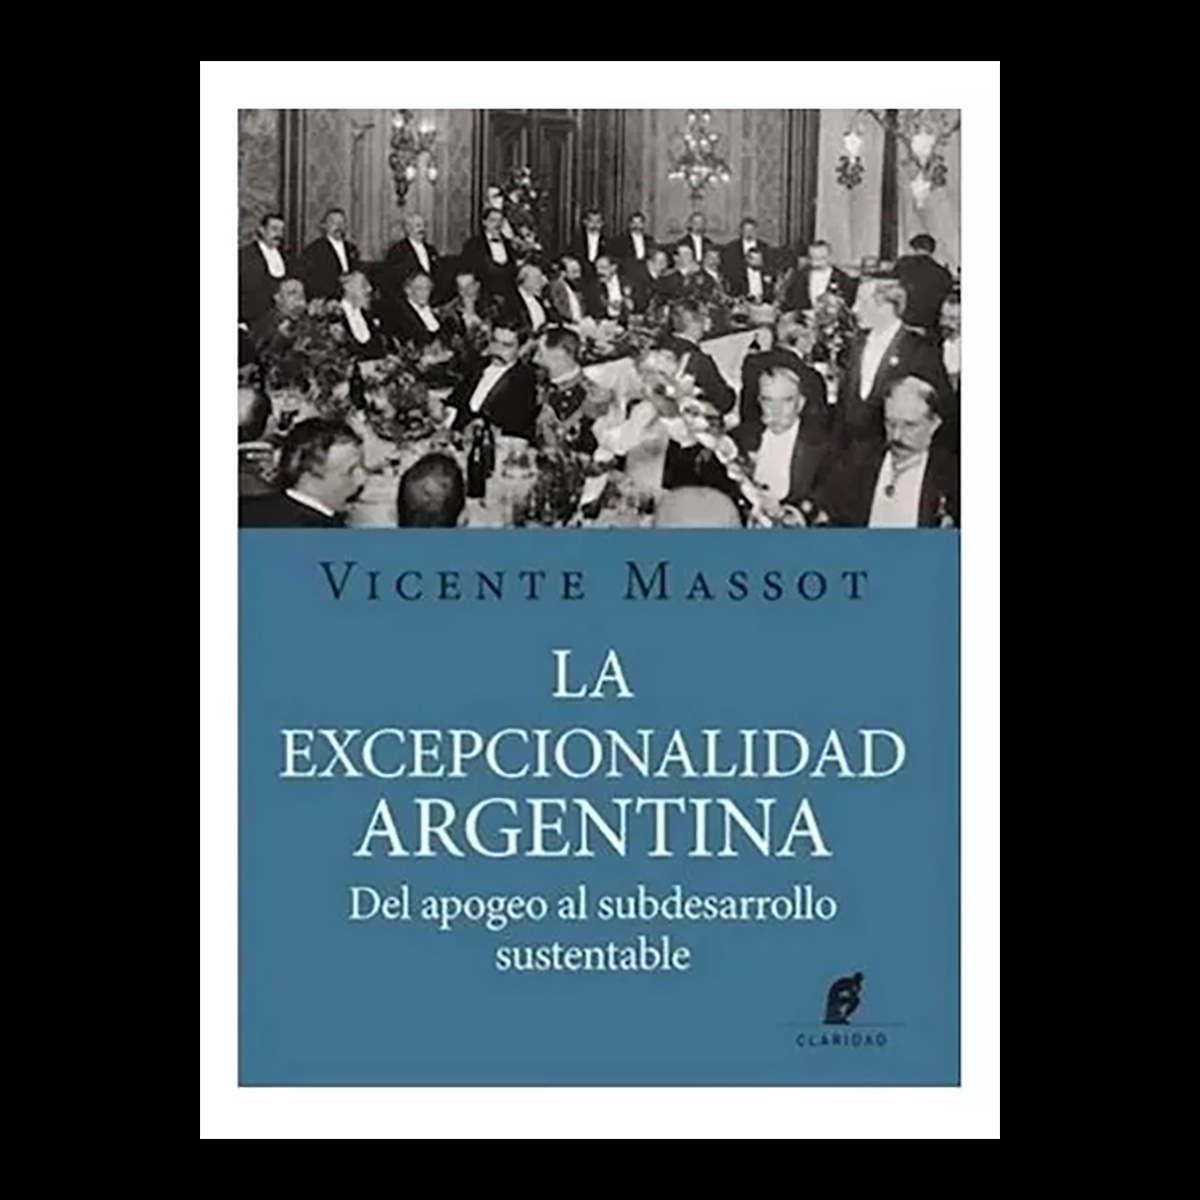 VICENTE MASSOT
LA
EXCEPCIONALIDAD
ARGENTINA
Del apogeo al subdesarrollo
sustentable
CLARIDAD